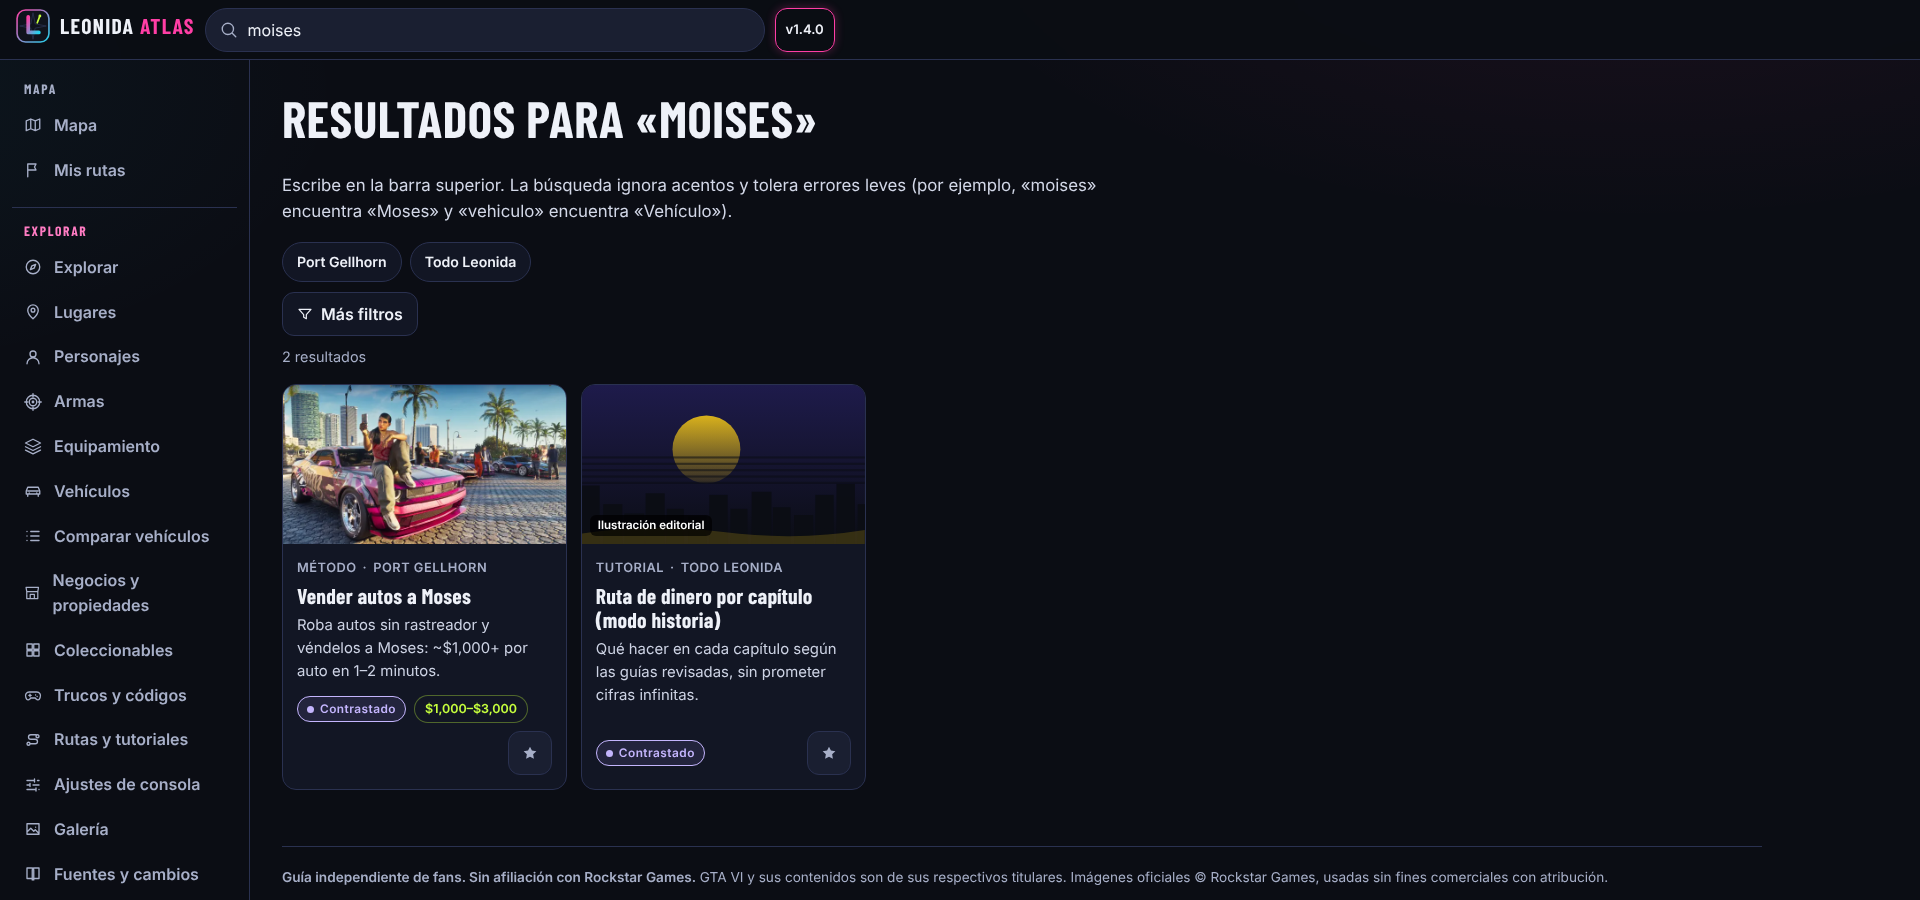 LEONIDA ATLAS
moises
v1.4.0
MAPA
Mapa
Mis rutas
EXPLORAR
Explorar
Lugares
Personajes
Armas
Equipamiento
Vehículos
Comparar vehículos
Negocios y
propiedades
Coleccionables
Trucos y códigos
Rutas y tutoriales
Ajustes de consola
Galería
Fuentes y cambios
RESULTADOS PARA «MOISES»
Escribe en la barra superior. La búsqueda ignora acentos y tolera errores leves (por ejemplo, «moises»
encuentra «Moses» y «vehiculo» encuentra «Vehículo»).
Port Gellhorn
Todo Leonida
Más filtros
2 resultados
MÉTODO · PORT GELLHORN
Vender autos a Moses
Roba autos sin rastreador y
véndelos a Moses: ~$1,000+ por
auto en 1–2 minutos.
Contrastado
$1,000–$3,000
Ilustración editorial
TUTORIAL · TODO LEONIDA
Ruta de dinero por capítulo
(modo historia)
Qué hacer en cada capítulo según
las guías revisadas, sin prometer
cifras infinitas.
Contrastado
Guía independiente de fans. Sin afiliación con Rockstar Games. GTA VI y sus contenidos son de sus respectivos titulares. Imágenes oficiales © Rockstar Games, usadas sin fines comerciales con atribución.